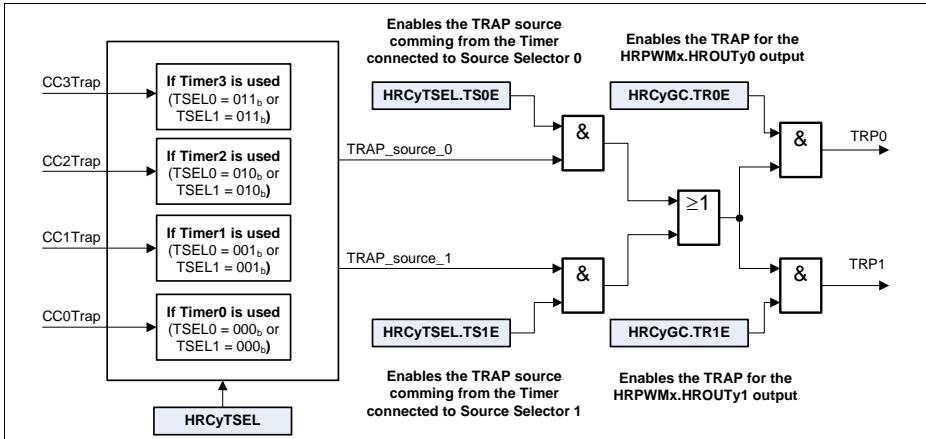 Enables the TRAP source
comming from the Timer
connected to Source Selector 0
Enables the TRAP for the
HRPWMx.HROUTy0 output
CC3Trap
If Timer3 is used
(TSEL0 = 011b or
TSEL1 = 011b)
HRCyTSEL.TS0E
HRCyGC.TR0E
&
&
TRAP_source_0
TRP0
CC2Trap
If Timer2 is used
(TSEL0 = 010b or
TSEL1 = 010b)
≥1
CC1Trap
If Timer1 is used
(TSEL0 = 001b or
TSEL1 = 001b)
TRAP_source_1
&
&
TRP1
CC0Trap
If Timer0 is used
(TSEL0 = 000b or
TSEL1 = 000b)
HRCyTSEL.TS1E
HRCyGC.TR1E
Enables the TRAP source
comming from the Timer
connected to Source Selector 1
Enables the TRAP for the
HRPWMx.HROUTy1 output
HRCyTSEL